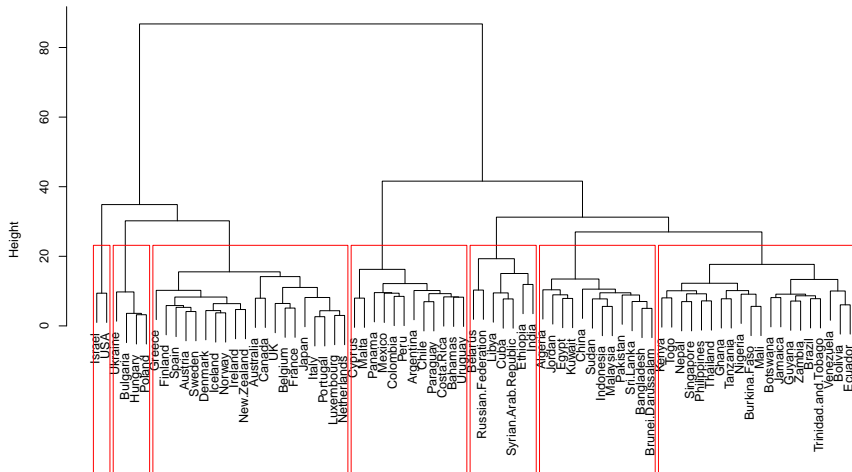 80
60
40
20
0
Height
Israel
USA
Ukraine
Bulgaria
Hungary
Poland
Greece
Finland
Spain
Austria
Sweden
Denmark
Iceland
Norway
Ireland
New.Zealand
Australia
Canada
UK
Belgium
France
Japan
Italy
Portugal
Luxembourg
Netherlands
Cyprus
Malta
Panama
Mexico
Colombia
Peru
Argentina
Chile
Paraguay
Costa.Rica
Bahamas
Uruguay
Belarus
Russian.Federation
Libya
Cuba
Syrian.Arab.Republic
Ethiopia
India
Algeria
Jordan
Egypt
Kuwait
China
Sudan
Indonesia
Malaysia
Pakistan
Sri.Lanka
Bangladesh
Brunei.Darussalam
Kenya
Togo
Nepal
Singapore
Philippines
Thailand
Ghana
Tanzania
Nigeria
Burkina.Faso
Mali
Botswana
Jamaica
Guyana
Zambia
Brazil
Trinidad.and.Tobago
Venezuela
Bolivia
Ecuador